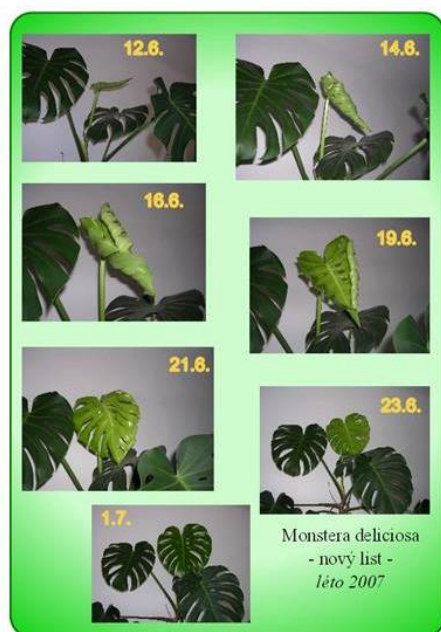 12.6.
14.6.
16.6.
19.6.
21.6.
23.6.
1.7.
Monstera deliciosa
- nový list -
léto 2007